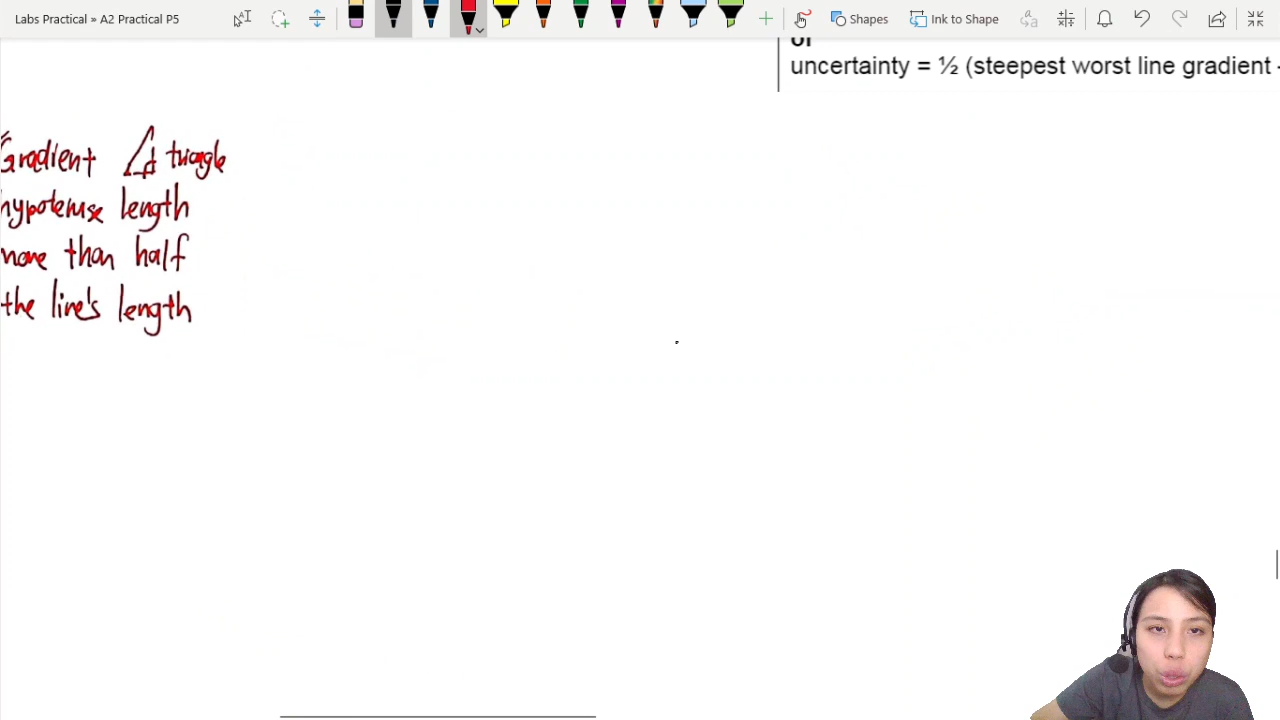 Labs Practical » A2 Practical P5
Shapes
Ink to Shape
or
uncertainty = ½ (steepest worst line gradient -
Gradient triangle
hypotenuse length
more than half
the line's length